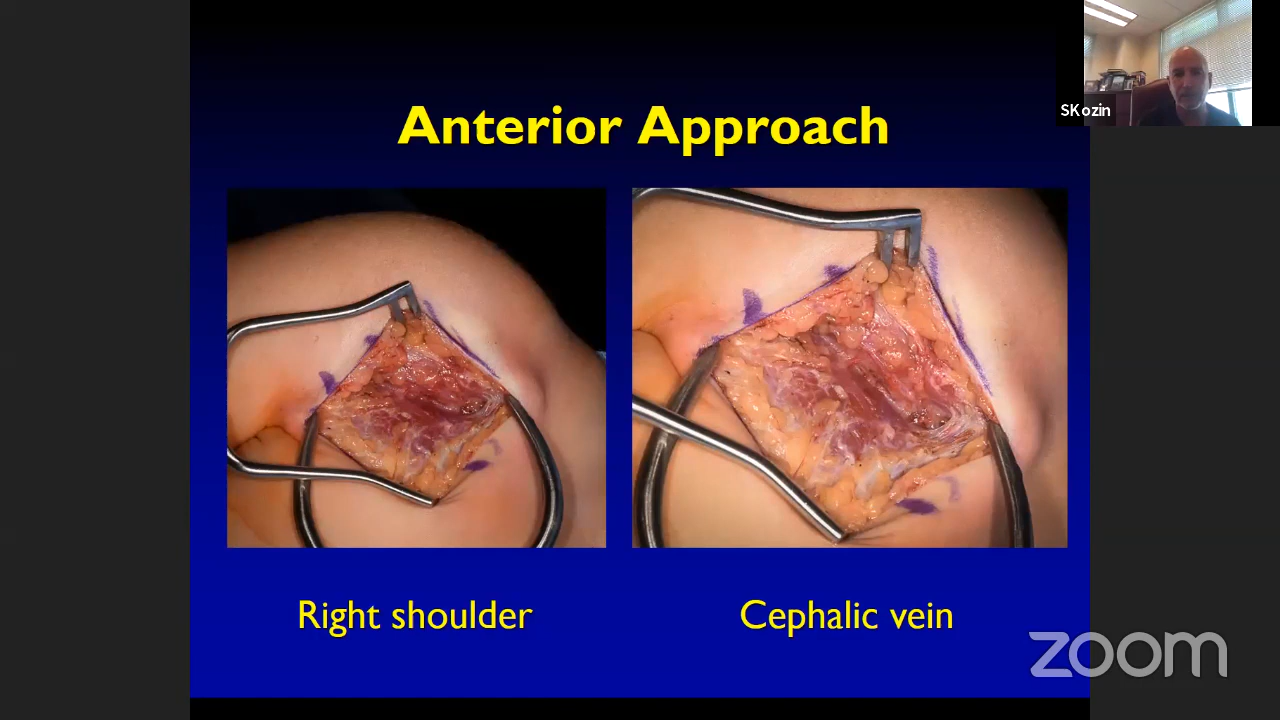 SKozin
Anterior Approach
Right shoulder
Cephalic vein
zoom